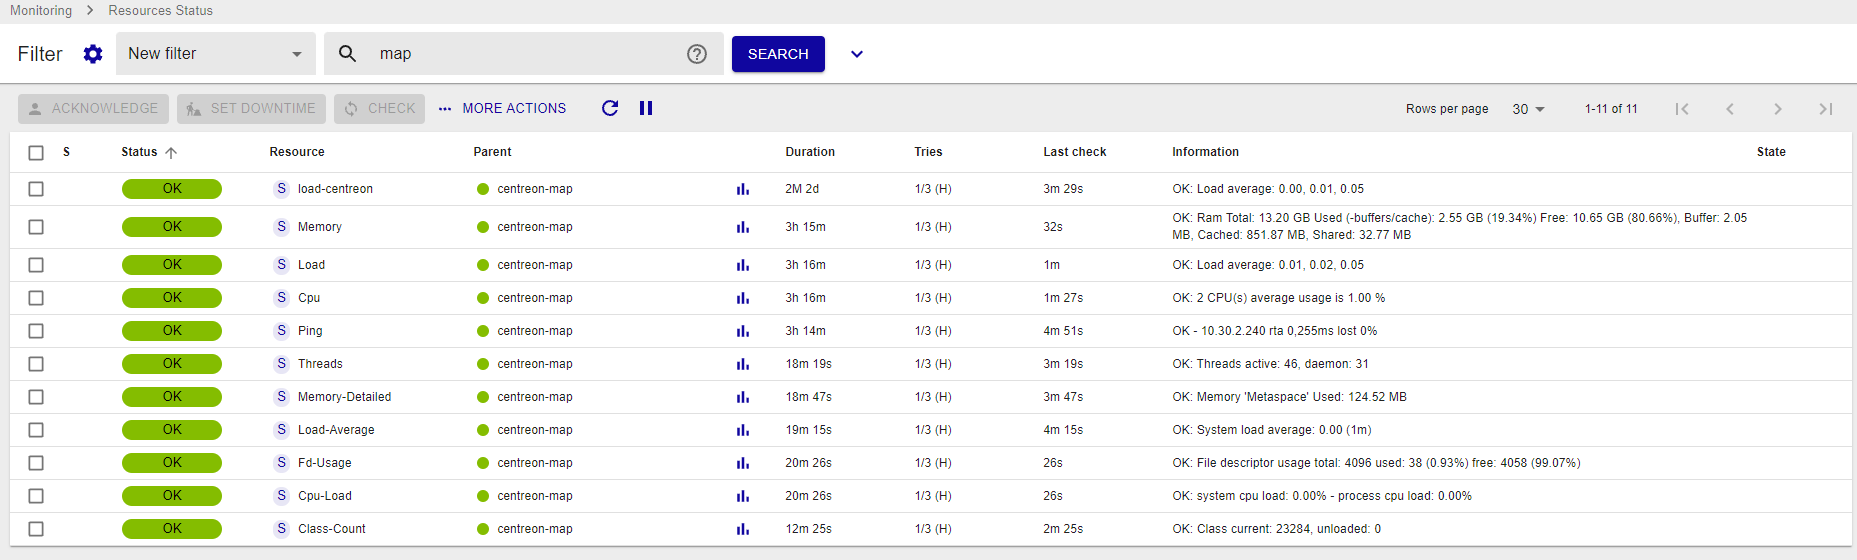 Monitoring > Resources Status
Filter New filter map ? SEARCH
ACKNOWLEDGE SET DOWNTIME CHECK ... MORE ACTIONS Rows per page 30 1-11 of 11
S Status Resource Parent Duration Tries Last check Information State
OK S load-centreon centreon-map 2M 2d 1/3 (H) 3m 29s OK: Load average: 0.00, 0.01, 0.05
OK S Memory centreon-map 3h 15m 1/3 (H) 32s OK: Ram Total: 13.20 GB Used (-buffers/cache): 2.55 GB (19.34%) Free: 10.65 GB (80.66%), Buffer: 2.05
MB, Cached: 851.87 MB, Shared: 32.77 MB
OK S Load centreon-map 3h 16m 1/3 (H) 1m OK: Load average: 0.01, 0.02, 0.05
OK S Cpu centreon-map 3h 16m 1/3 (H) 1m 27s OK: 2 CPU(s) average usage is 1.00 %
OK S Ping centreon-map 3h 14m 1/3 (H) 4m 51s OK - 10.30.2.240 rta 0,255ms lost 0%
OK S Threads centreon-map 18m 19s 1/3 (H) 3m 19s OK: Threads active: 46, daemon: 31
OK S Memory-Detailed centreon-map 18m 47s 1/3 (H) 3m 47s OK: Memory 'Metaspace' Used: 124.52 MB
OK S Load-Average centreon-map 19m 15s 1/3 (H) 4m 15s OK: System load average: 0.00 (1m)
OK S Fd-Usage centreon-map 20m 26s 1/3 (H) 26s OK: File descriptor usage total: 4096 used: 38 (0.93%) free: 4058 (99.07%)
OK S Cpu-Load centreon-map 20m 26s 1/3 (H) 26s OK: system cpu load: 0.00% - process cpu load: 0.00%
OK S Class-Count centreon-map 12m 25s 1/3 (H) 2m 25s OK: Class current: 23284, unloaded: 0